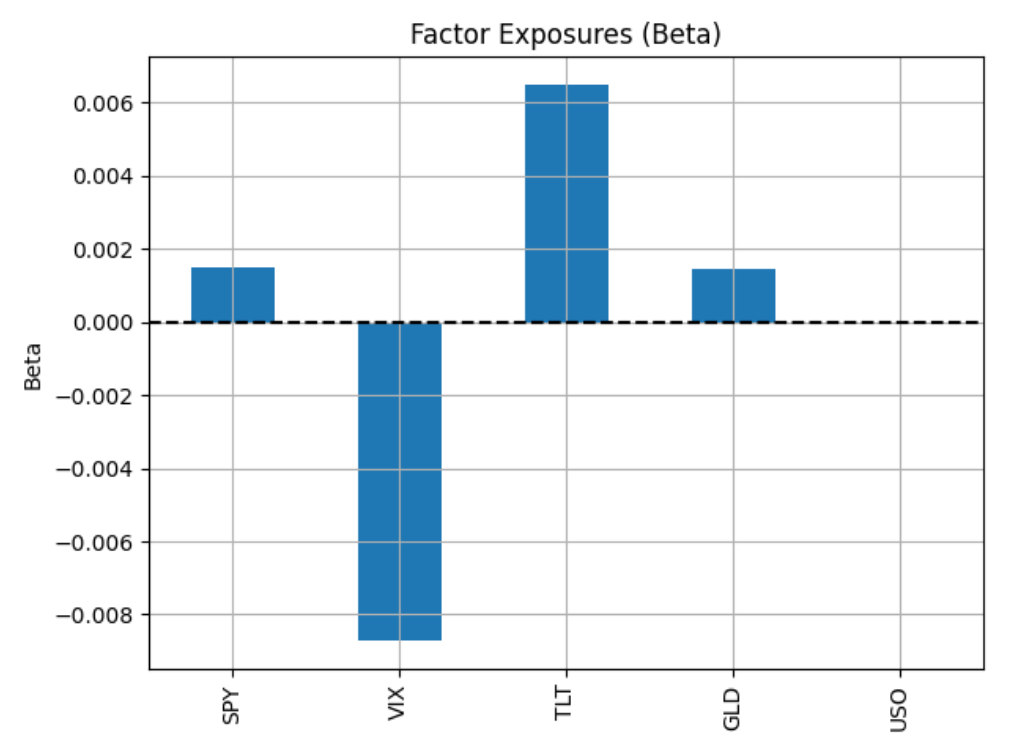 Factor Exposures (Beta)
0.006
0.004
0.002
0.000
−0.002
−0.004
−0.006
−0.008
Beta
SPY
VIX
TLT
GLD
USO